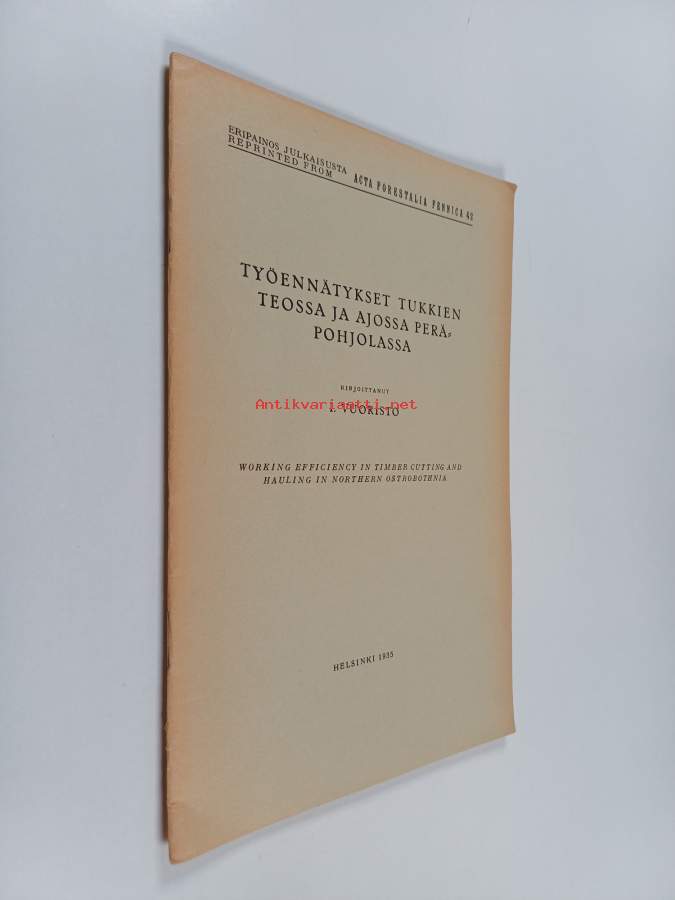 ERIPAINOS JULKAISUSTA
REPRINTED FROM ACTA FORESTALIA FENNICA 42
TYÖENNÄTYKSET TUKKIEN
TEOSSA JA AJOSSA PERÄ-
POHJOLASSA
KIRJOITTANUT
Antikvariaatti.net
VUORISTO
WORKING EFFICIENCY IN TIMBER CUTTING AND
HAULING IN NORTHERN OSTROBOTHNIA
HELSINKI 1935